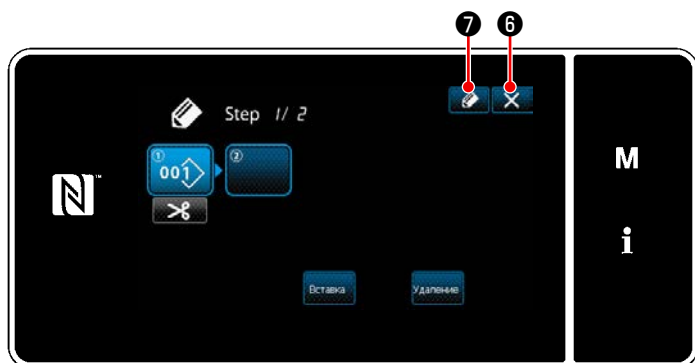 ❼ ❻
Step 1/ 2
① ②
001
M
i
Вставка Удаление